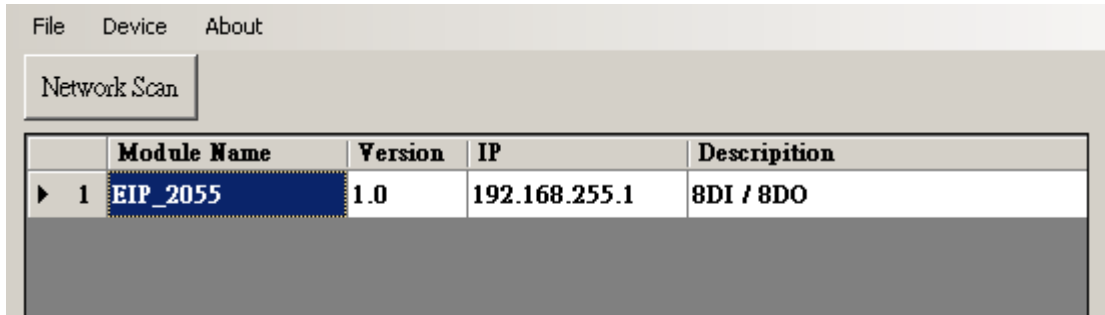 File Device About
Network Scan
Module Name Version IP Descripition
1 EIP_2055 1.0 192.168.255.1 8DI / 8DO